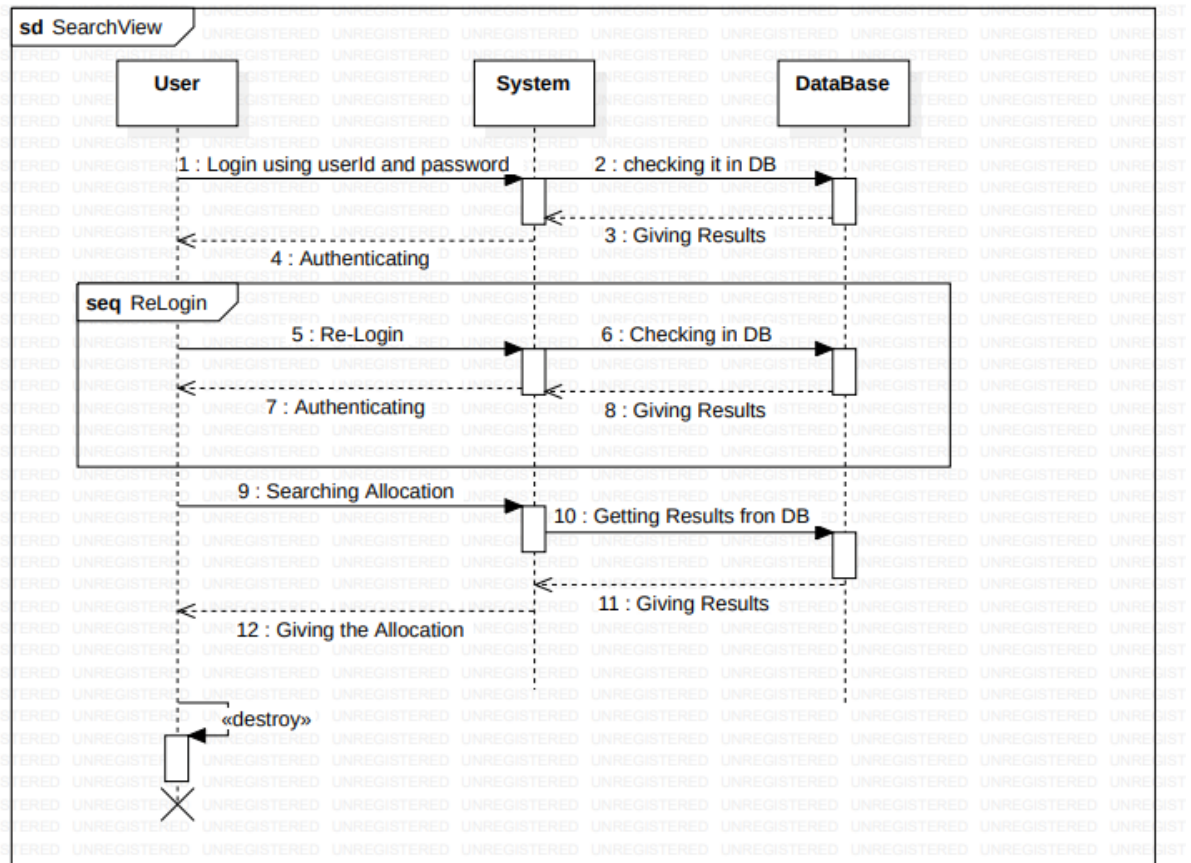 sd SearchView
User
System
DataBase
1 : Login using userId and password
2 : checking it in DB
3 : Giving Results
4 : Authenticating
seq ReLogin
5 : Re-Login
6 : Checking in DB
7 : Authenticating
8 : Giving Results
9 : Searching Allocation
10 : Getting Results fron DB
11 : Giving Results
12 : Giving the Allocation
«destroy»
UNREGISTERED